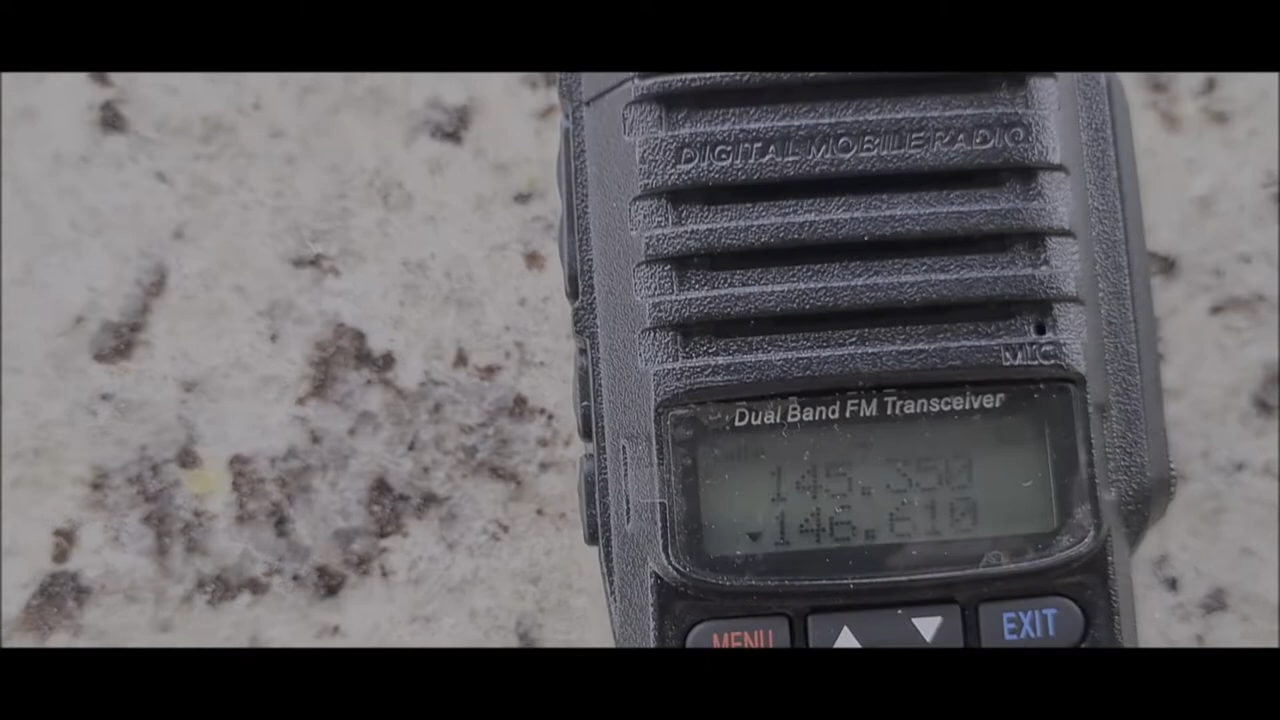 DIGITAL MOBILE RADIO
MIC
Dual Band FM Transceiver
145.350
146.610
MENU
EXIT